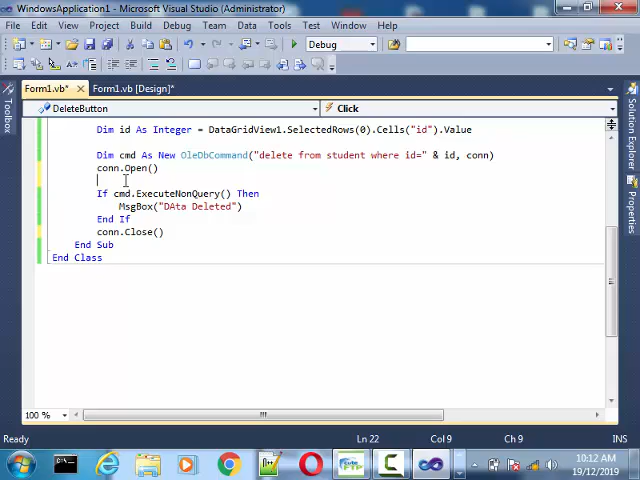 WindowsApplication1 - Microsoft Visual Studio (Administrator)
File Edit View Project Build Debug Team Data Tools Test Window Help
Debug
Form1.vb* Form1.vb [Design]*
DeleteButton Click
Toolbox
Solution Explorer
Properties
Dim id As Integer = DataGridView1.SelectedRows(0).Cells("id").Value
Dim cmd As New OleDbCommand("delete from student where id=" & id, conn)
conn.Open()
If cmd.ExecuteNonQuery() Then
MsgBox("DAta Deleted")
End If
conn.Close()
End Sub
End Class
100 %
Ready Ln 22 Col 9 Ch 9 INS
10:12 AM
19/12/2019